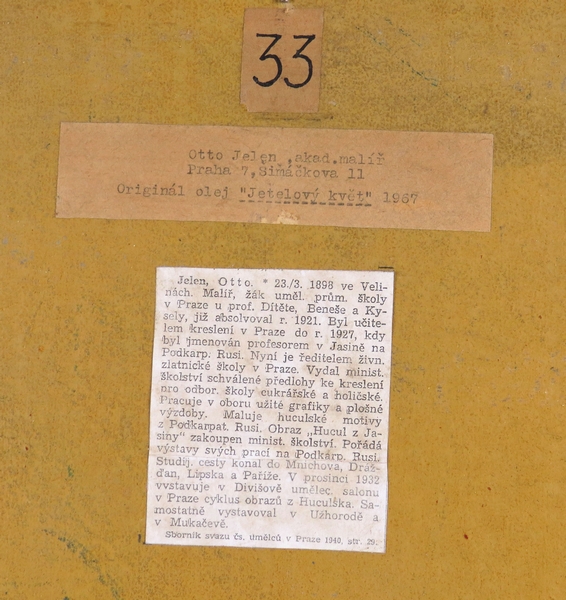 33
Otto Jelen ,akad.malíř
Praha 7,Šimáčkova 11
Originál olej "Jetelový květ" 1967
Jelen, Otto. * 23./3. 1898 ve Veli-
nách. Malíř, žák uměl. prům. školy
v Praze u prof. Dítěte, Beneše a Ky-
sely, již absolvoval r. 1921. Byl učite-
lem kreslení v Praze do r. 1927, kdy
byl jmenován profesorem v Jasině na
Podkarp. Rusi. Nyní je ředitelem živn.
zlatnické školy v Praze. Vydal minist.
školství schválené předlohy ke kreslení
pro odbor. školy cukrářské a holičské.
Pracuje v oboru užité grafiky a plošné
výzdoby. Maluje huculské motivy
z Podkarpat. Rusi. Obraz „Hucul z Ja-
siny" zakoupen minist. školství. Pořádá
výstavy svých prací na Podkarp. Rusi.
Studij. cesty konal do Mnichova, Dráž-
ďan, Lipska a Paříže. V prosinci 1932
vystavuje v Divišově umělec. salonu
v Praze cyklus obrazů z Huculška. Sa-
mostatně vystavoval v Užhorodě a
v Mukačevě.
Sborník svazu čs. umělců v Praze 1940, str. 29.